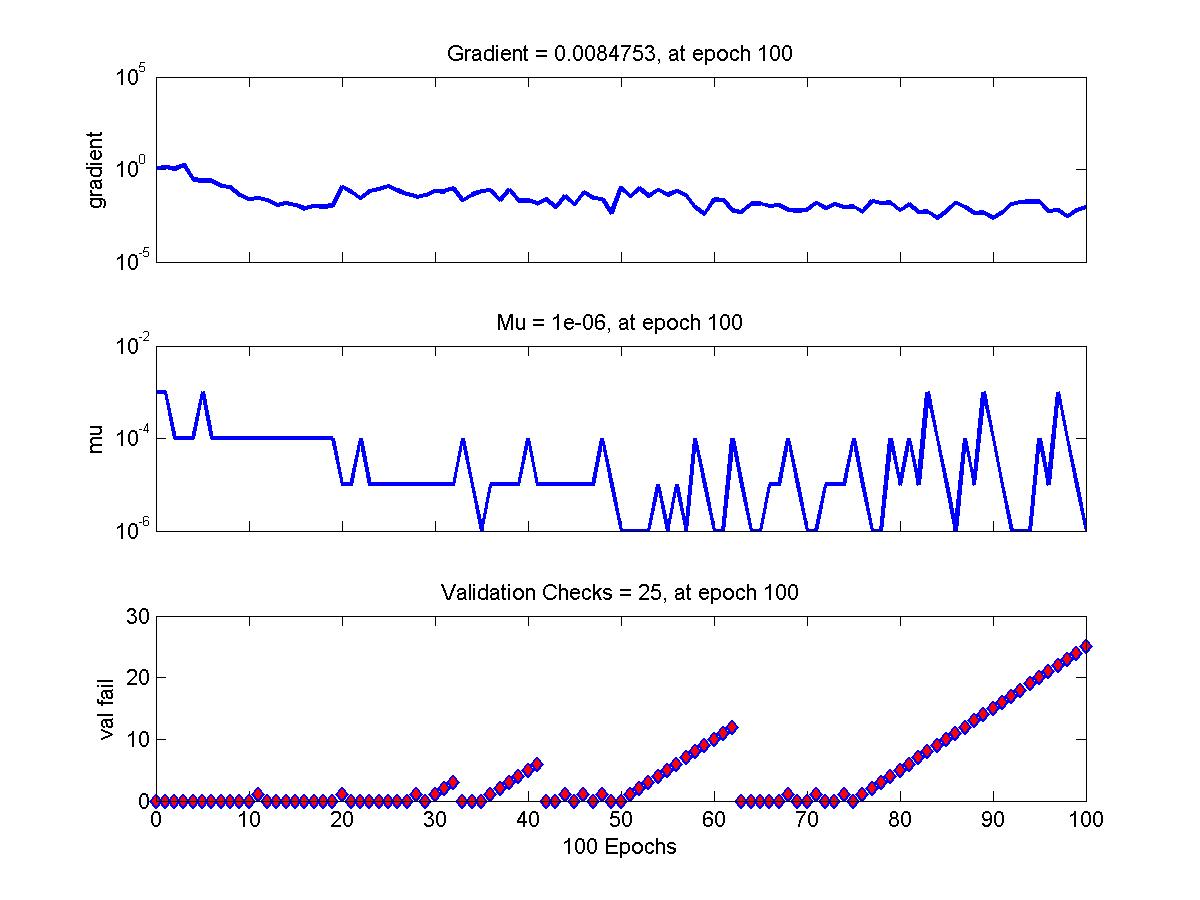 Gradient = 0.0084753, at epoch 100
10^5
10^0
10^-5
gradient
Mu = 1e-06, at epoch 100
10^-2
10^-4
10^-6
mu
Validation Checks = 25, at epoch 100
30
20
10
0
val fail
0 10 20 30 40 50 60 70 80 90 100
100 Epochs